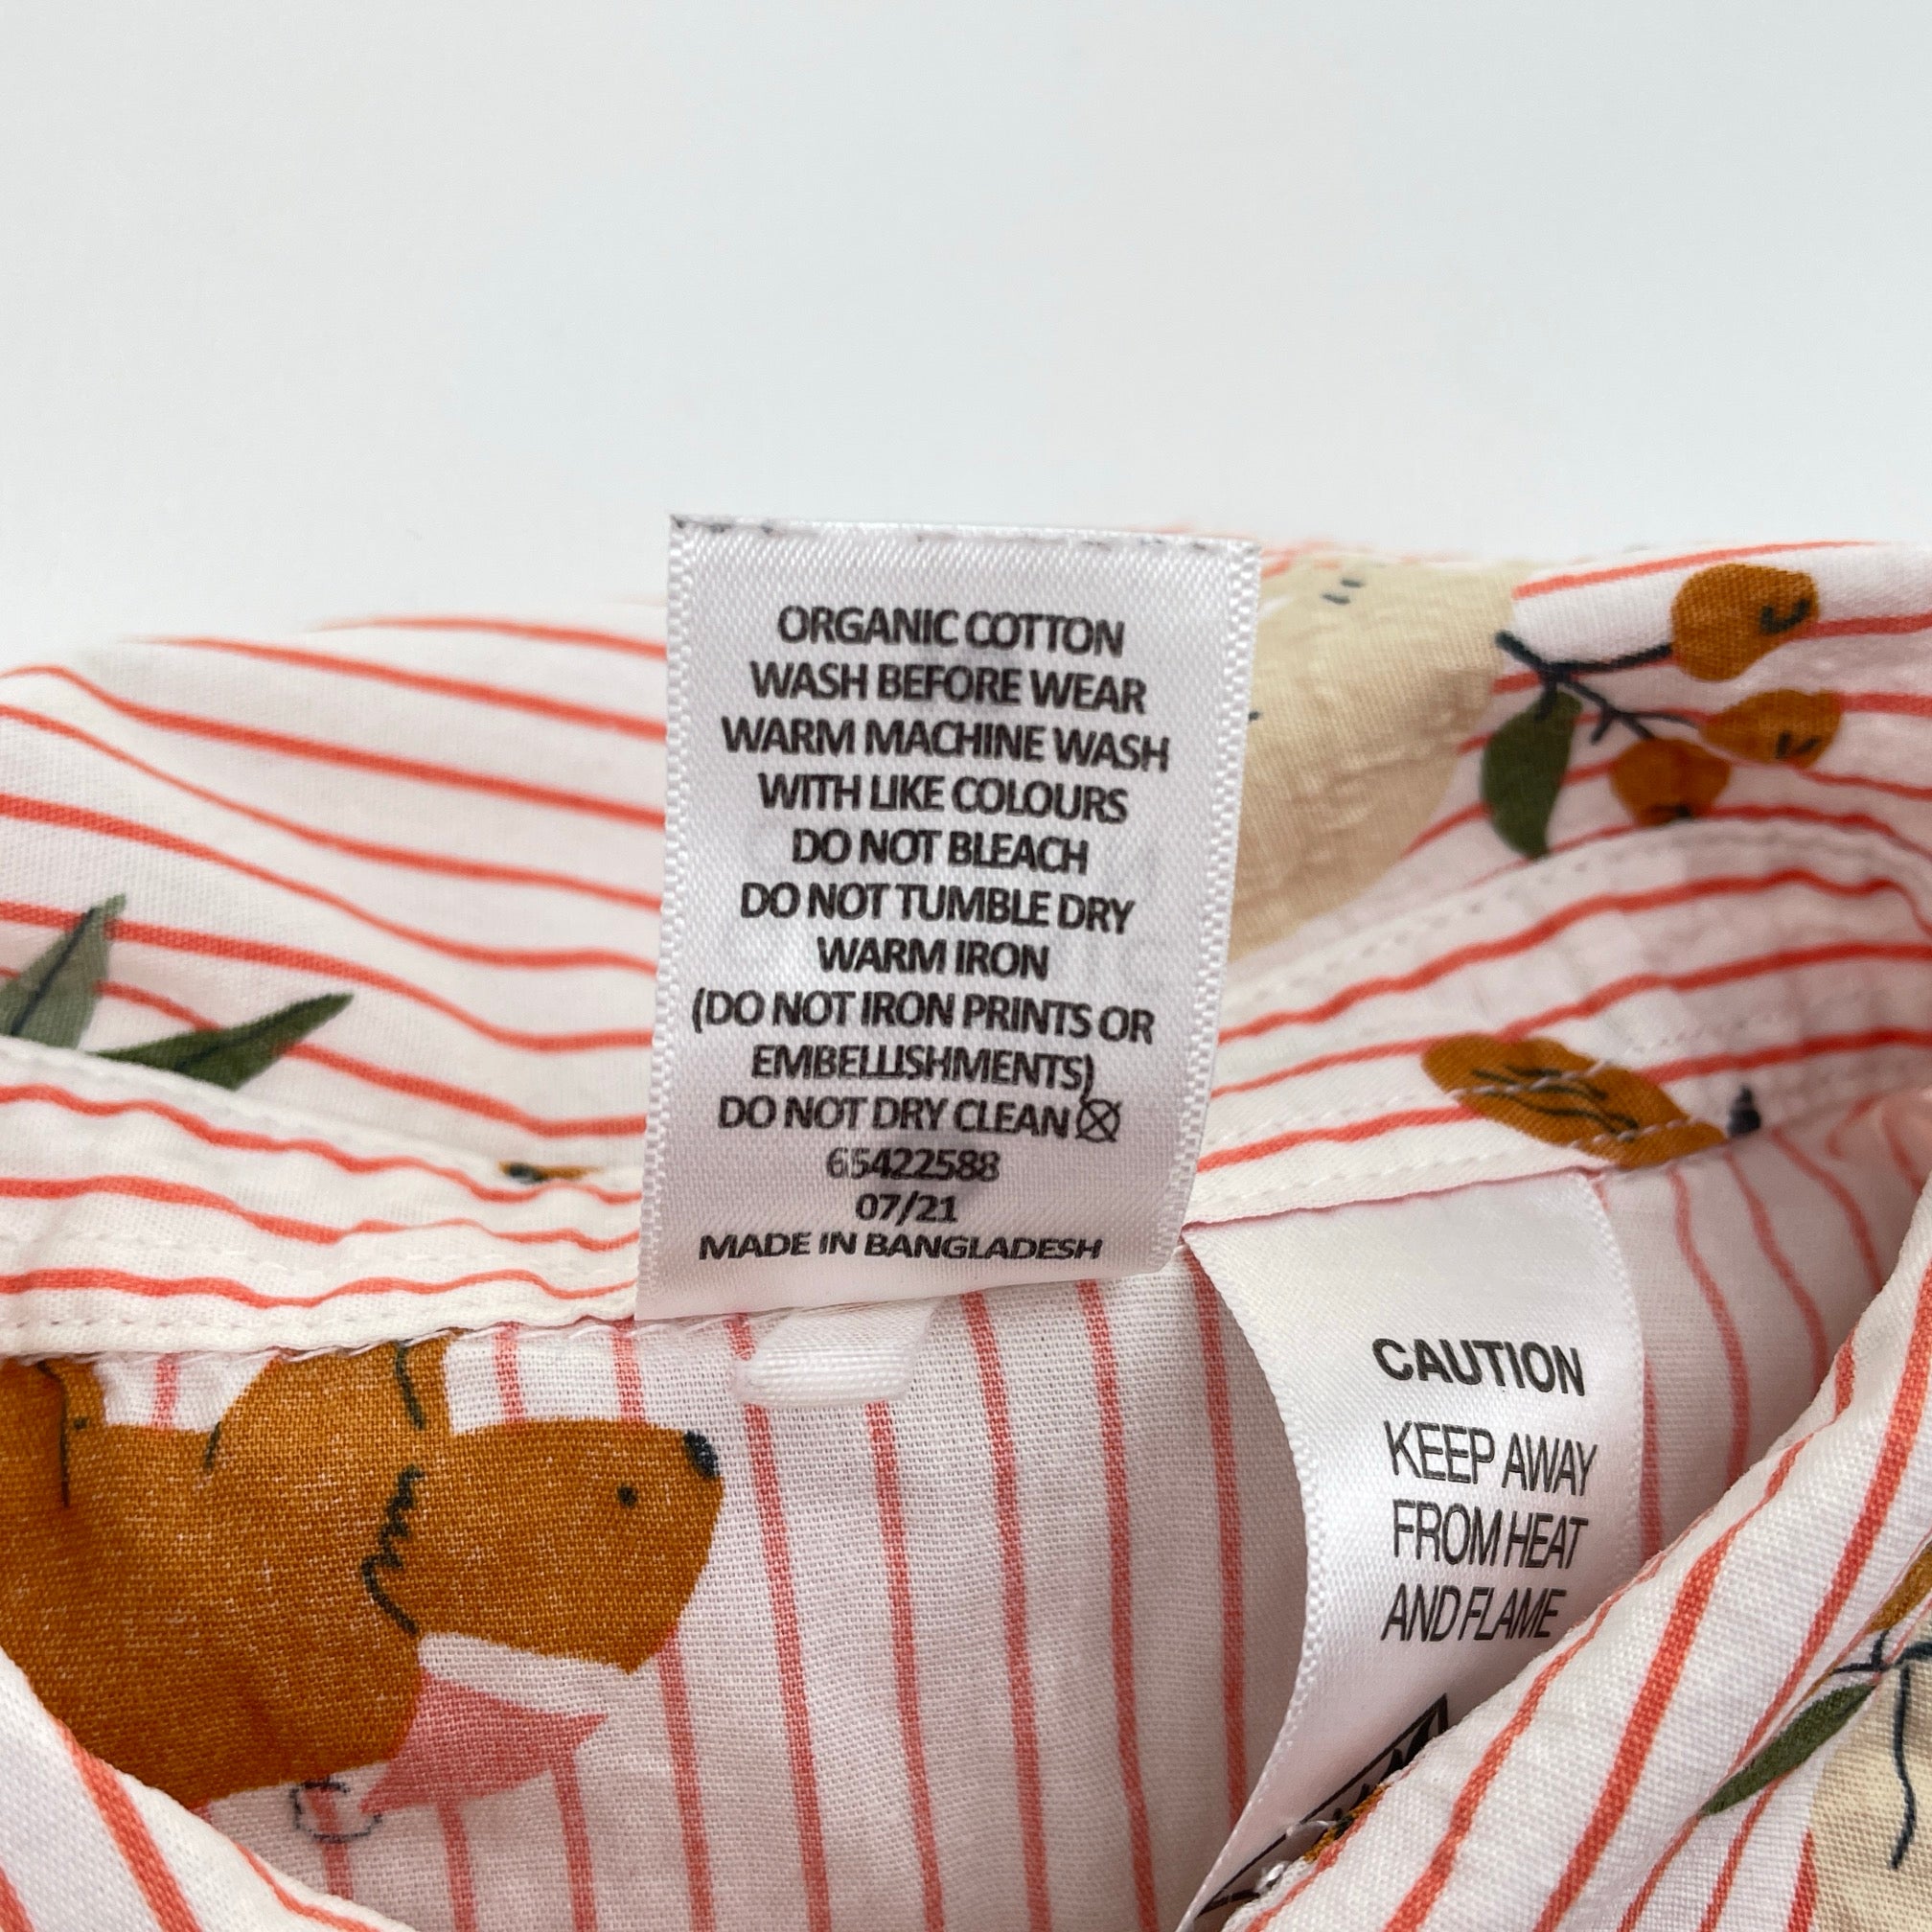 ORGANIC COTTON
WASH BEFORE WEAR
WARM MACHINE WASH
WITH LIKE COLOURS
DO NOT BLEACH
DO NOT TUMBLE DRY
WARM IRON
(DO NOT IRON PRINTS OR
EMBELLISHMENTS)
DO NOT DRY CLEAN
65422588
07/21
MADE IN BANGLADESH
CAUTION
KEEP AWAY
FROM HEAT
AND FLAME